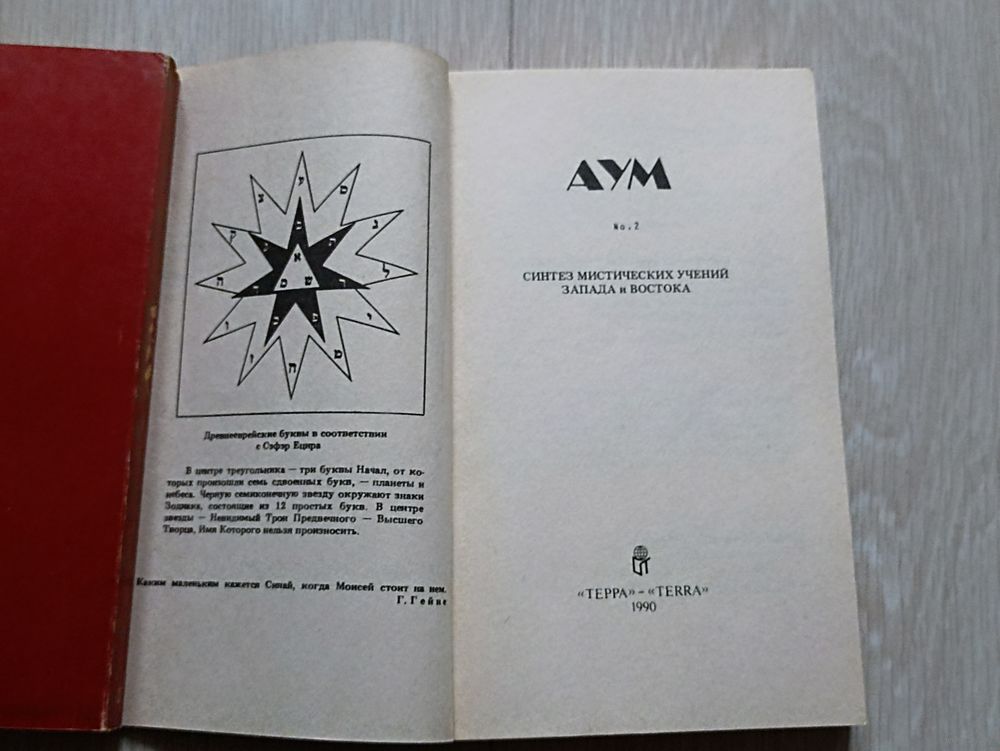 Древнееврейские буквы в соответствии
с Сэфэр Ецира
В центре треугольника — три буквы Начал, от ко-
торых произошли семь сдвоенных букв, — планеты и
небеса. Черную семиконечную звезду окружают знаки
Зодиака, состоящие из 12 простых букв. В центре
звезды — Невидимый Трон Предвечного — Высшего
Творца, Имя Которого нельзя произносить.
Каким маленьким кажется Синай, когда Моисей стоит на нем.
Г. Гейне
АУМ
No.2
СИНТЕЗ МИСТИЧЕСКИХ УЧЕНИЙ
ЗАПАДА и ВОСТОКА
«ТЕРРА» – «TERRA»
1990